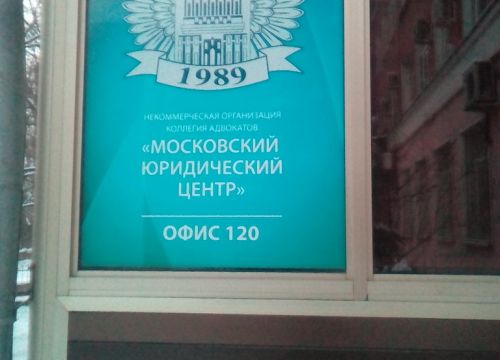 1989
НЕКОММЕРЧЕСКАЯ ОРГАНИЗАЦИЯ
КОЛЛЕГИЯ АДВОКАТОВ
«МОСКОВСКИЙ
ЮРИДИЧЕСКИЙ
ЦЕНТР»
ОФИС 120